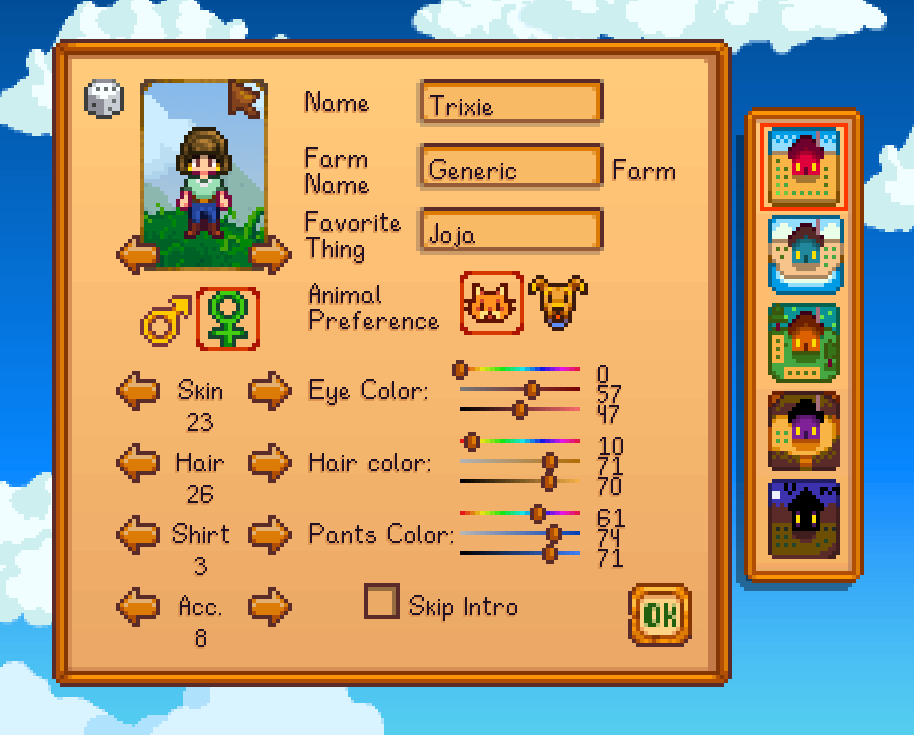 Name Trixie
Farm Name Generic Farm
Favorite Thing Joja
Animal Preference
Skin
23
Eye Color:
0
57
47
Hair
26
Hair color:
10
71
70
Shirt
3
Pants Color:
61
74
71
Acc.
8
Skip Intro
OK